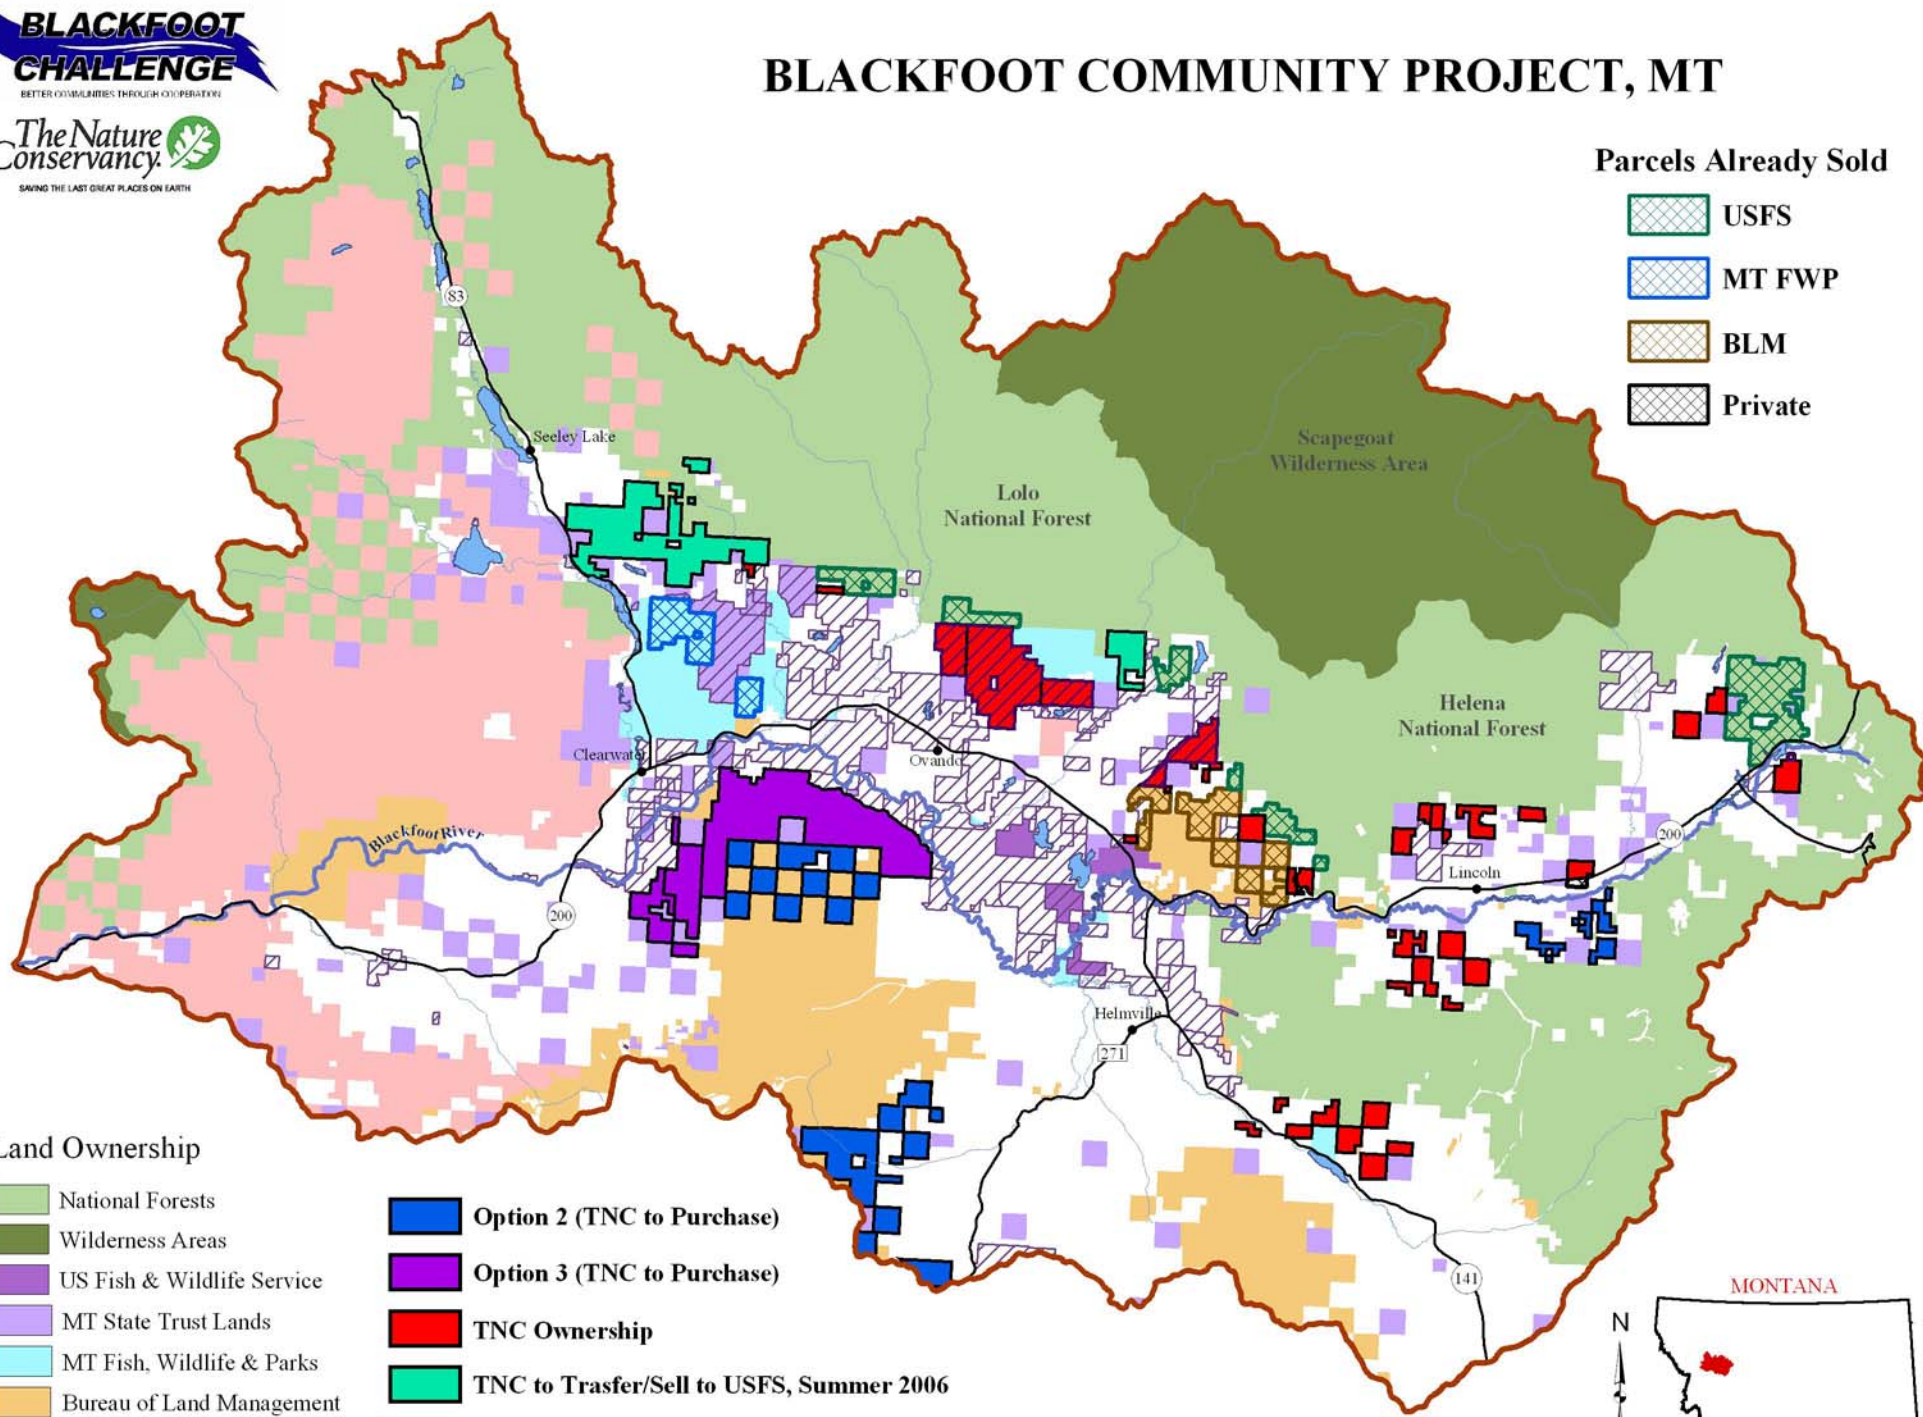 BLACKFOOT
CHALLENGE
BETTER COMMUNITIES THROUGH COOPERATION
The Nature
Conservancy.
SAVING THE LAST GREAT PLACES ON EARTH
BLACKFOOT COMMUNITY PROJECT, MT
Parcels Already Sold
USFS
MT FWP
BLM
Private
83
Seeley Lake
Scapegoat
Wilderness Area
Lolo
National Forest
Helena
National Forest
Clearwater
Ovando
Blackfoot River
200
200
Lincoln
Helmville
271
141
Land Ownership
National Forests
Wilderness Areas
US Fish & Wildlife Service
MT State Trust Lands
MT Fish, Wildlife & Parks
Bureau of Land Management
Option 2 (TNC to Purchase)
Option 3 (TNC to Purchase)
TNC Ownership
TNC to Trasfer/Sell to USFS, Summer 2006
MONTANA
N